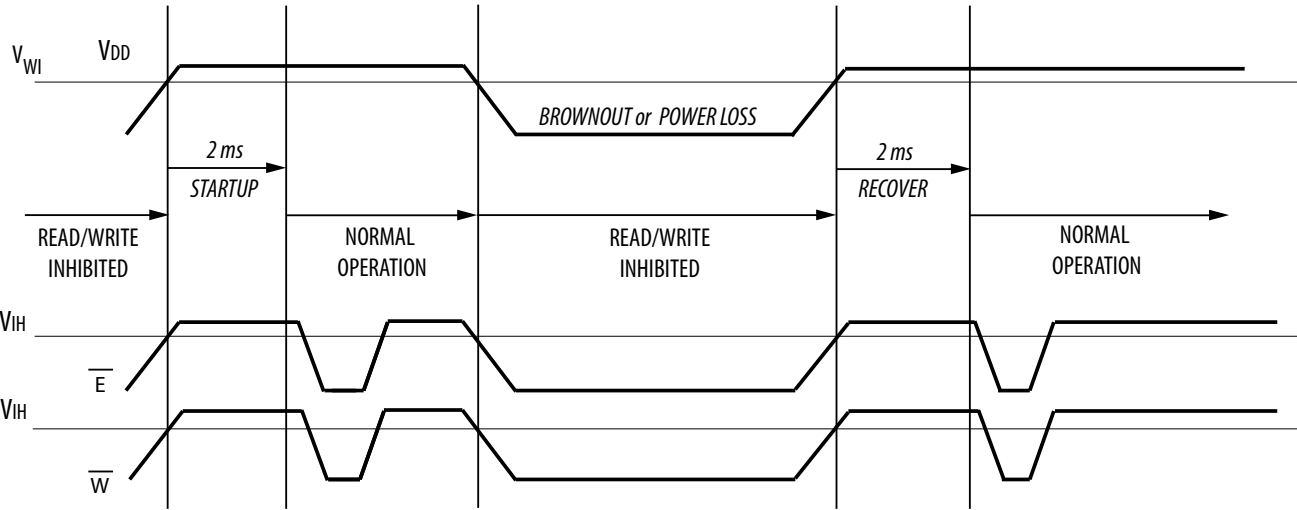 VWI VDD
BROWNOUT or POWER LOSS
2 ms
STARTUP
2 ms
RECOVER
READ/WRITE
INHIBITED
NORMAL
OPERATION
READ/WRITE
INHIBITED
NORMAL
OPERATION
VIH
E
VIH
W